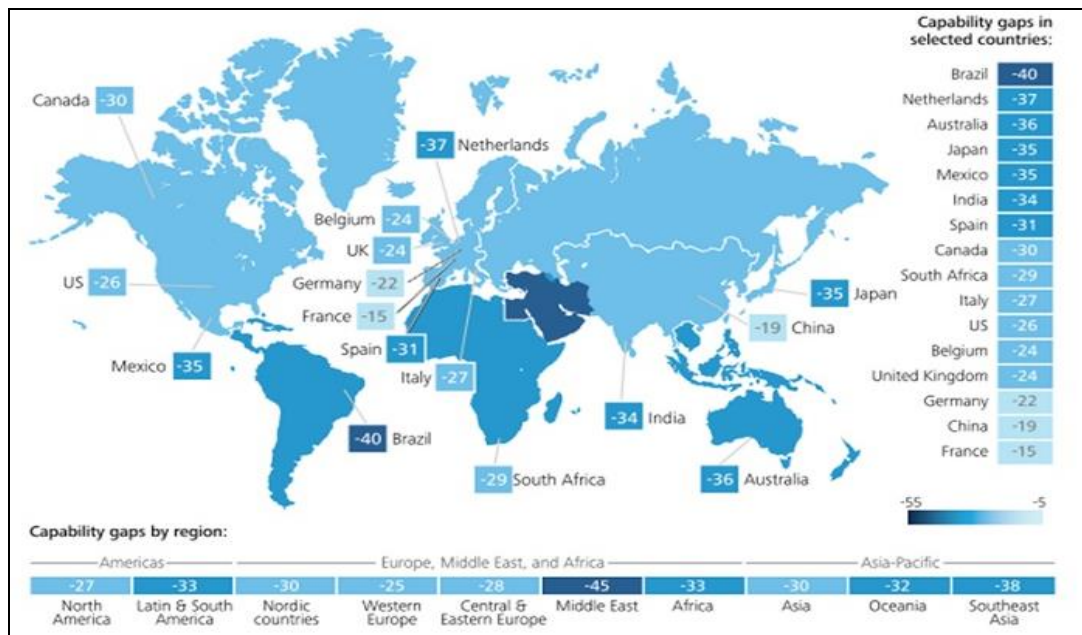 Capability gaps in
selected countries:
Brazil -40
Netherlands -37
Australia -36
Japan -35
Mexico -35
India -34
Spain -31
Canada -30
South Africa -29
Italy -27
US -26
Belgium -24
United Kingdom -24
Germany -22
China -19
France -15
-55 -5
Canada -30
-37 Netherlands
Belgium -24
UK -24
US -26
Germany -22
France -15
-35 Japan
-19 China
Spain -31
Mexico -35
Italy -27
-34 India
-40 Brazil
-29 South Africa
-36 Australia
Capability gaps by region:
Americas Europe, Middle East, and Africa Asia-Pacific
-27 -33 -30 -25 -28 -45 -33 -30 -32 -38
North Latin & South Nordic Western Central & Middle East Africa Asia Oceania Southeast
America America countries Europe Eastern Europe Asia